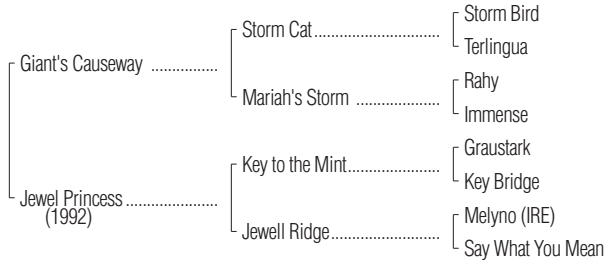 Storm Bird
Storm Cat..........................
Terlingua
Giant's Causeway ................
Rahy
Mariah's Storm .....................
Immense
Graustark
Key to the Mint....................
Key Bridge
Jewel Princess......................
(1992)
Melyno (IRE)
Jewell Ridge........................
Say What You Mean